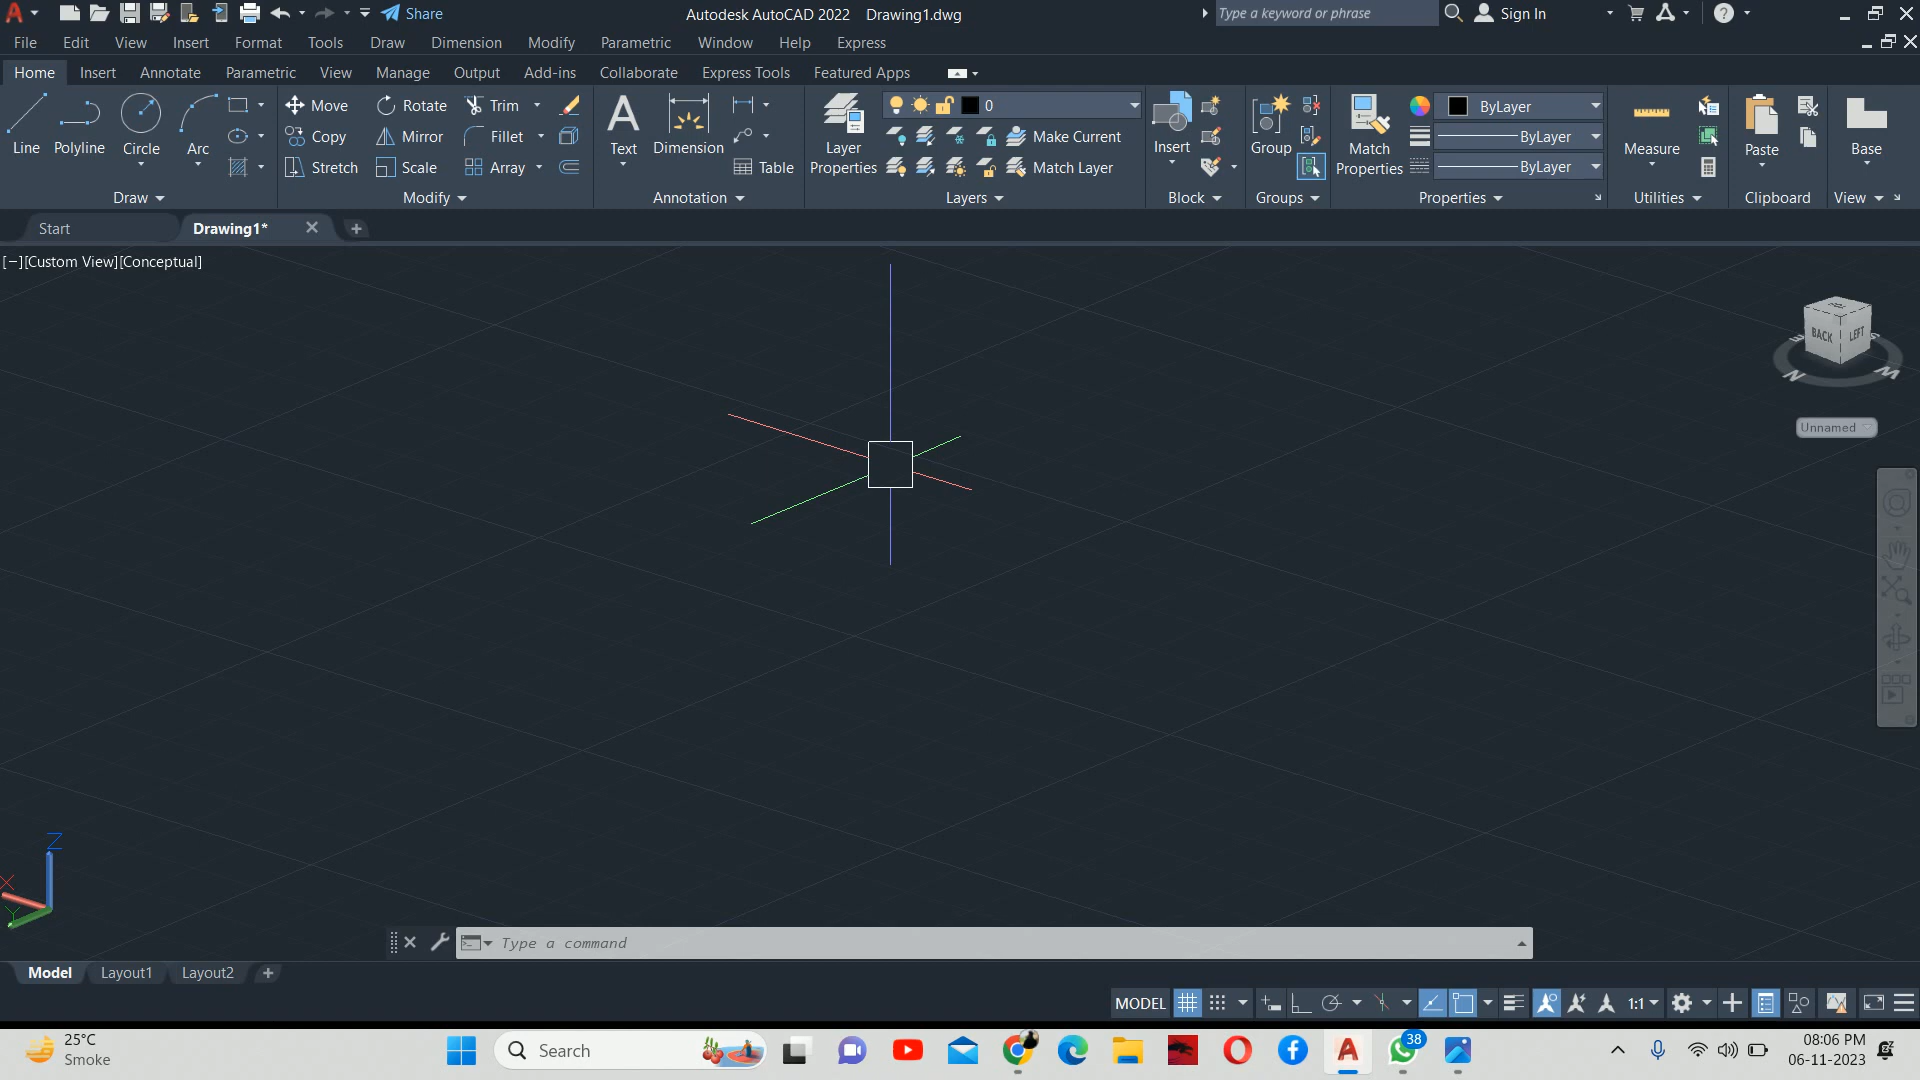 Share
Autodesk AutoCAD 2022 Drawing1.dwg
Type a keyword or phrase
Sign In
File Edit View Insert Format Tools Draw Dimension Modify Parametric Window Help Express
Home Insert Annotate Parametric View Manage Output Add-ins Collaborate Express Tools Featured Apps
Line Polyline Circle Arc
Move Rotate Trim
Copy Mirror Fillet
Stretch Scale Array
Text Dimension Table
Layer Properties
0
Make Current
Match Layer
Insert
Group
Match Properties
ByLayer
ByLayer
ByLayer
Measure
Paste
Base
Draw Modify Annotation Layers Block Groups Properties Utilities Clipboard View
Start Drawing1*
[−][Custom View][Conceptual]
BACK LEFT
N
Unnamed
Z
X
Y
Type a command
Model Layout1 Layout2
MODEL 1:1
25°C
Smoke
Search
38
08:06 PM
06-11-2023